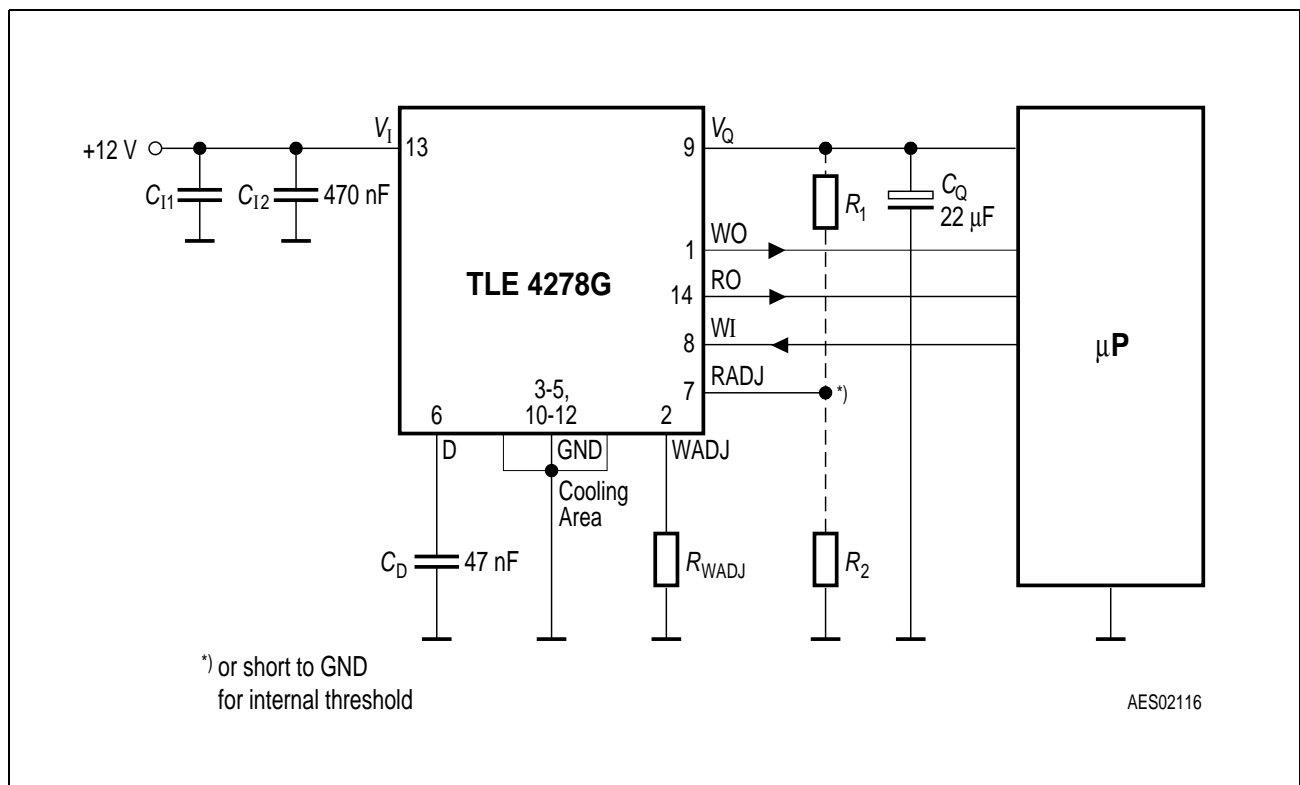 V_I
13
9
V_Q
+12 V
C_I1
C_I2
470 nF
R_1
C_Q
22 µF
1
WO
TLE 4278G
14
RO
8
WI
µP
7
RADJ
*)
3-5,
10-12
6
2
D
GND
WADJ
Cooling
Area
C_D
47 nF
R_WADJ
R_2
*) or short to GND
for internal threshold
AES02116